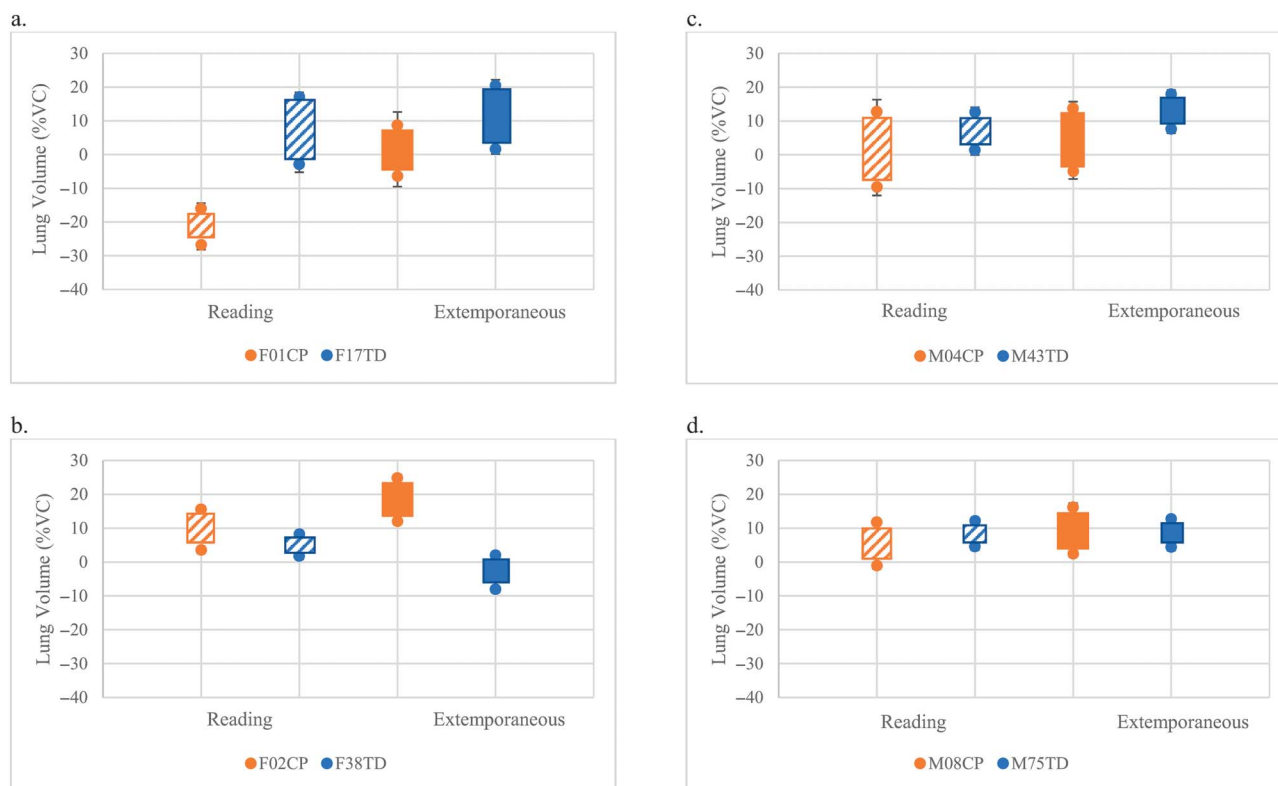 a.
Lung Volume (%VC)
30
20
10
0
–10
–20
–30
–40
Reading Extemporaneous
F01CP F17TD
b.
Lung Volume (%VC)
30
20
10
0
–10
–20
–30
–40
Reading Extemporaneous
F02CP F38TD
c.
Lung Volume (%VC)
30
20
10
0
–10
–20
–30
–40
Reading Extemporaneous
M04CP M43TD
d.
Lung Volume (%VC)
30
20
10
0
–10
–20
–30
–40
Reading Extemporaneous
M08CP M75TD